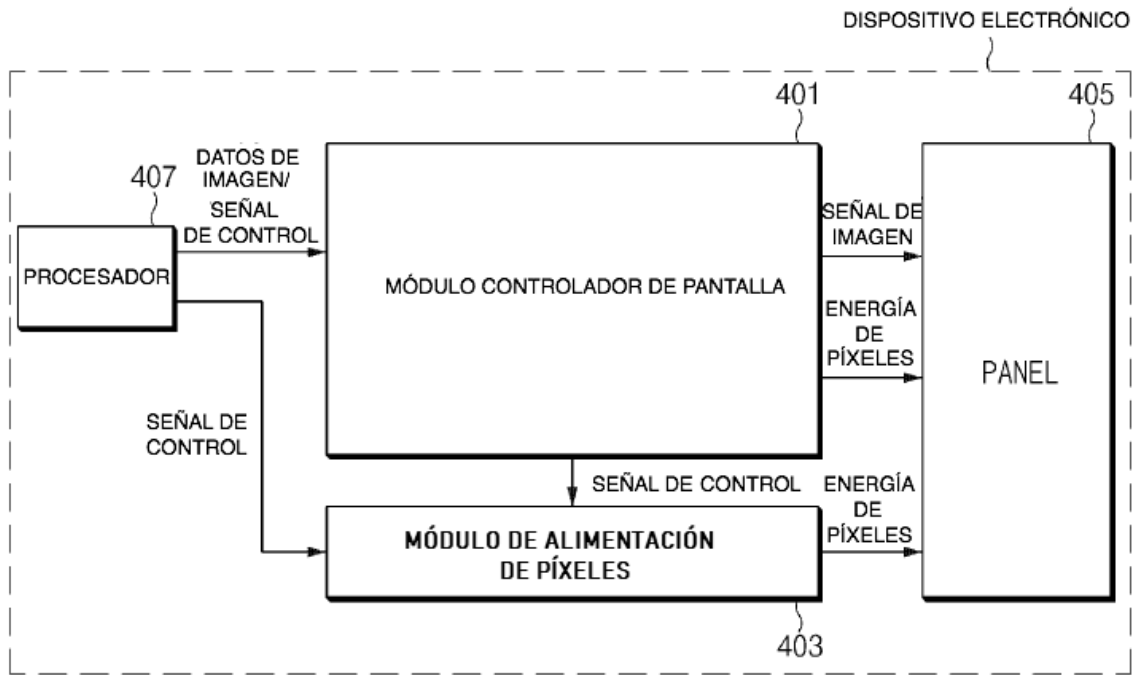 DISPOSITIVO ELECTRÓNICO
401
405
407
DATOS DE
IMAGEN/
SEÑAL
DE CONTROL
PROCESADOR
MÓDULO CONTROLADOR DE PANTALLA
SEÑAL DE
IMAGEN
ENERGÍA
DE
PÍXELES
PANEL
SEÑAL DE
CONTROL
SEÑAL DE CONTROL
ENERGÍA
DE
PÍXELES
MÓDULO DE ALIMENTACIÓN
DE PÍXELES
403